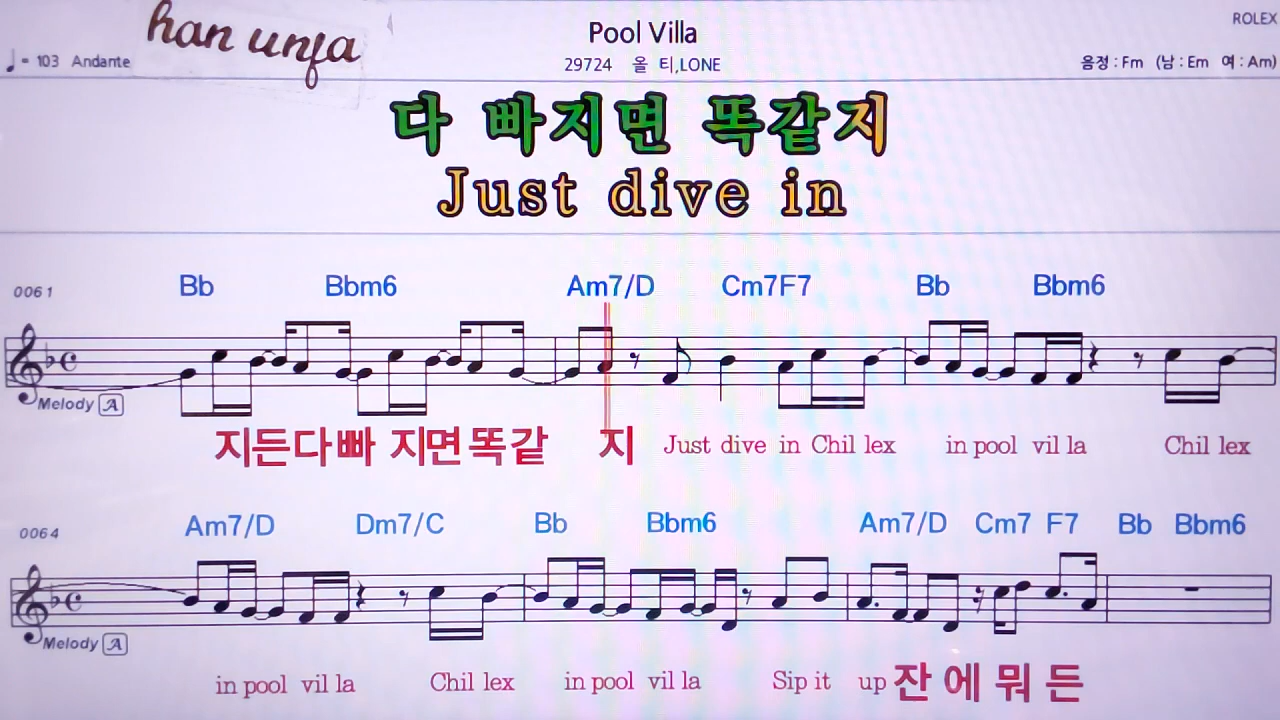 han unja
Pool Villa
ROLEX
♩= 103 Andante
29724 올 티,LONE
음정 : Fm (남 : Em 여 : Am)
다 빠지면 똑같지
Just dive in
0061 Bb Bbm6 Am7/D Cm7F7 Bb Bbm6
Melody A
지든다빠 지면똑같 지 Just dive in Chil lex in pool vil la Chil lex
0064 Am7/D Dm7/C Bb Bbm6 Am7/D Cm7 F7 Bb Bbm6
Melody A
in pool vil la Chil lex in pool vil la Sip it up 잔 에 뭐 든